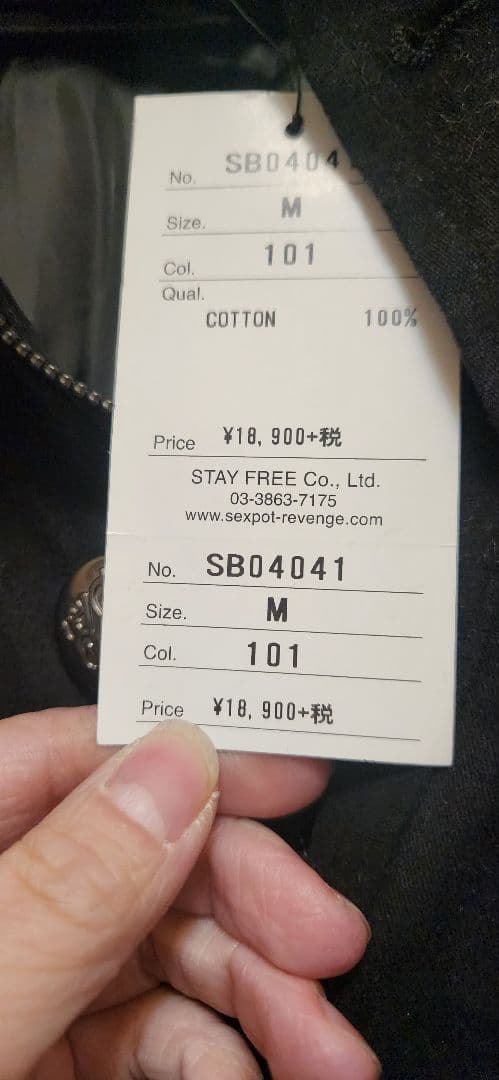 No. SB0404
Size. M
Col. 101
Qual.
COTTON 100%
Price ¥18,900+税
STAY FREE Co., Ltd.
03-3863-7175
www.sexpot-revenge.com
No. SB04041
Size. M
Col. 101
Price ¥18,900+税